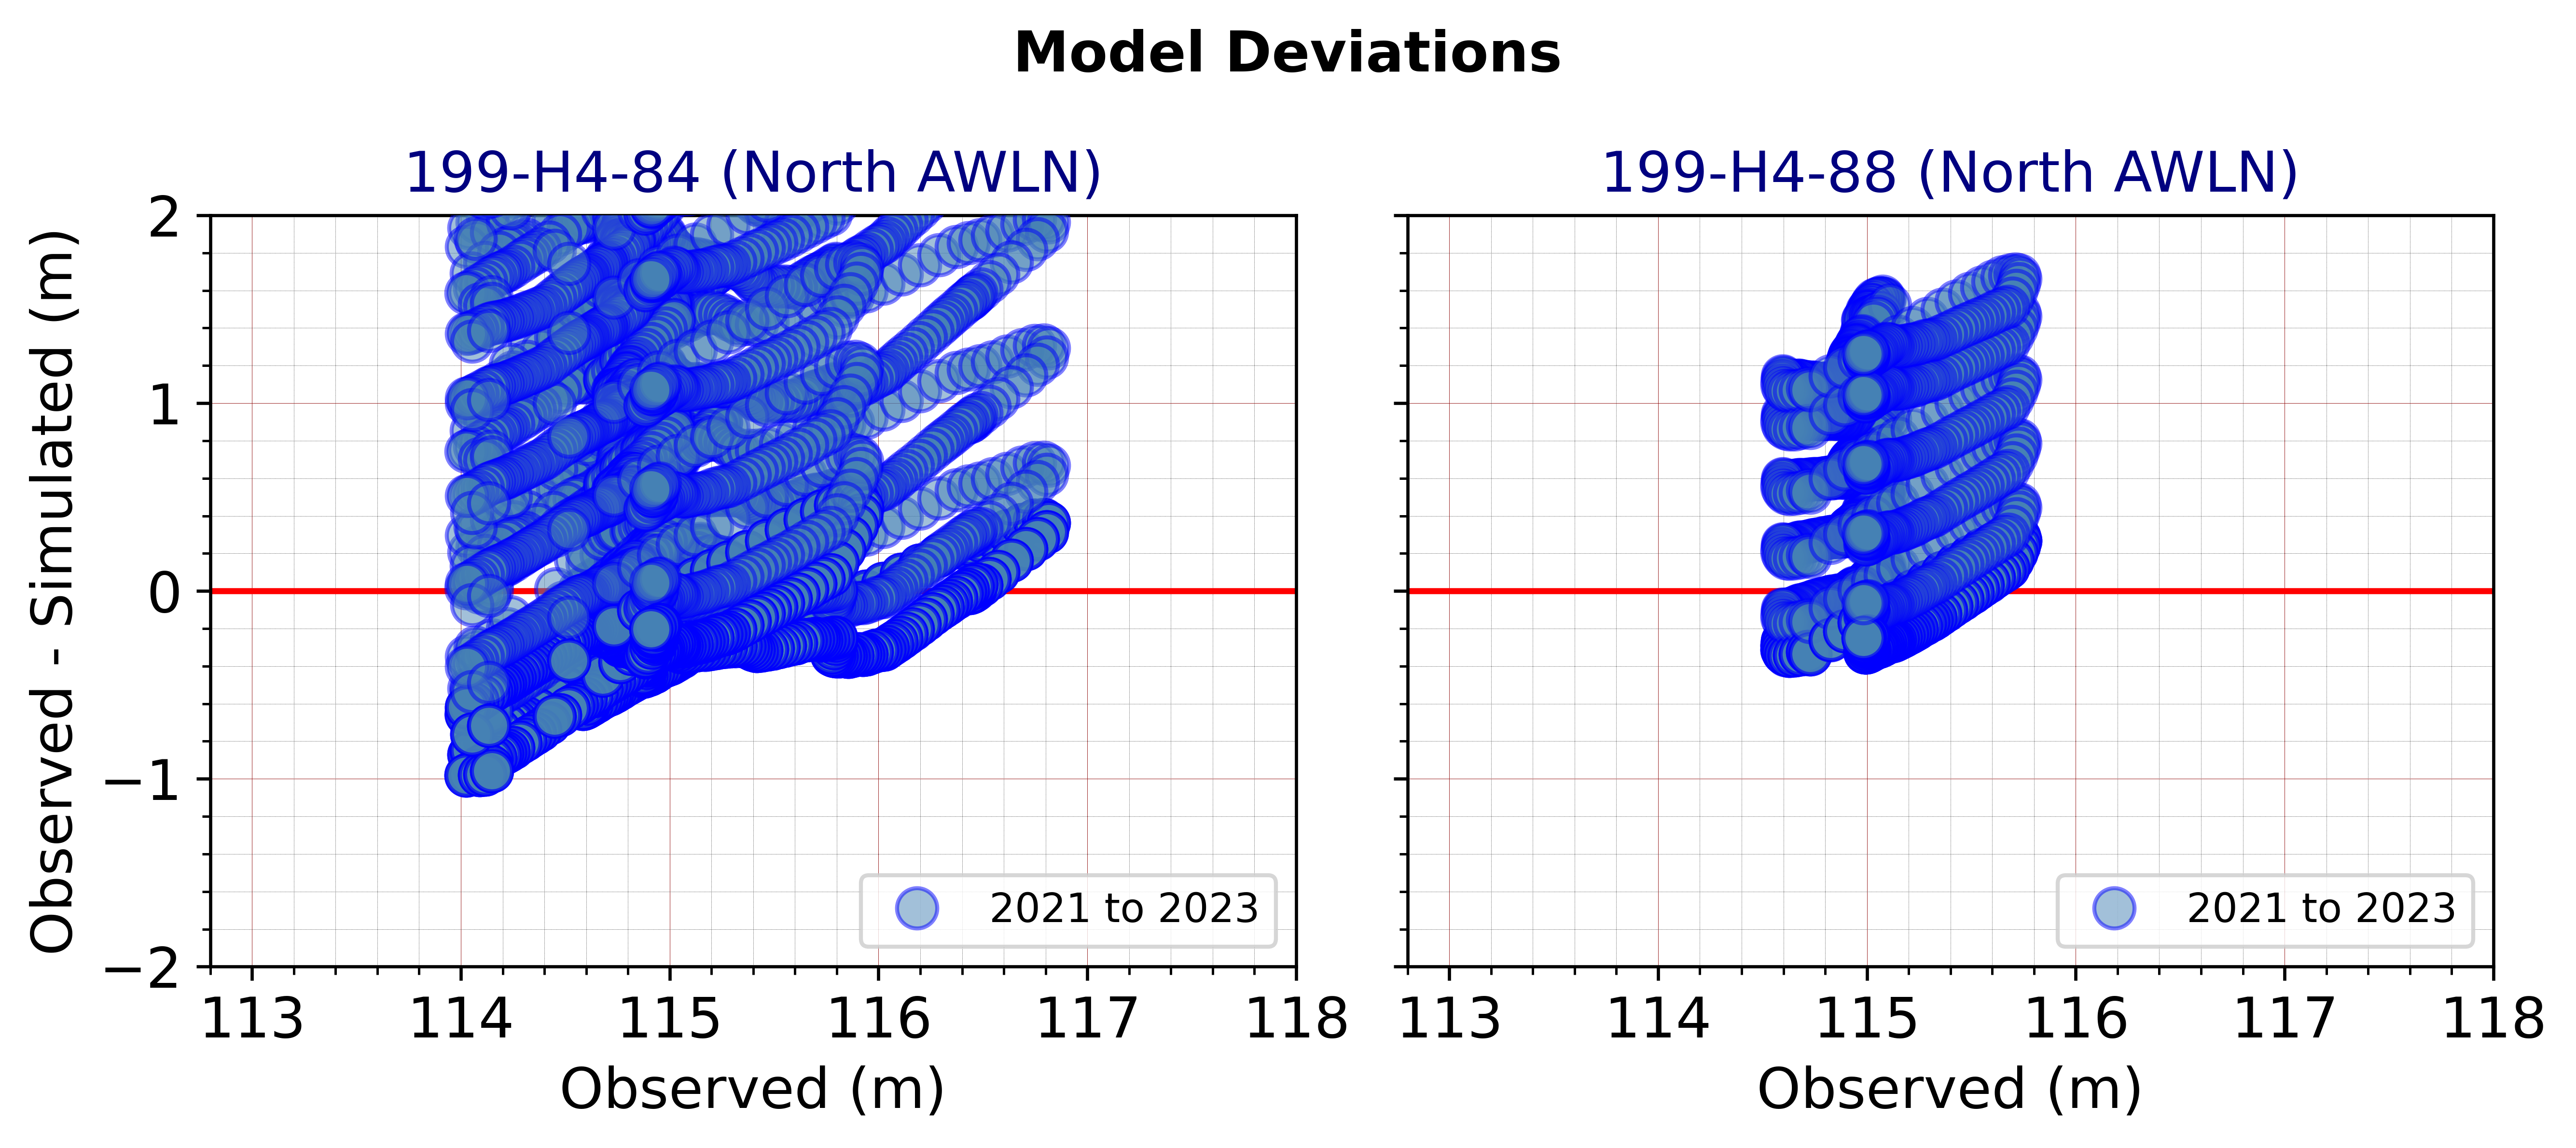 Model Deviations
199-H4-84 (North AWLN)
199-H4-88 (North AWLN)
Observed - Simulated (m)
2
1
0
−1
−2
2021 to 2023
2021 to 2023
113 114 115 116 117 118
113 114 115 116 117 118
Observed (m)
Observed (m)